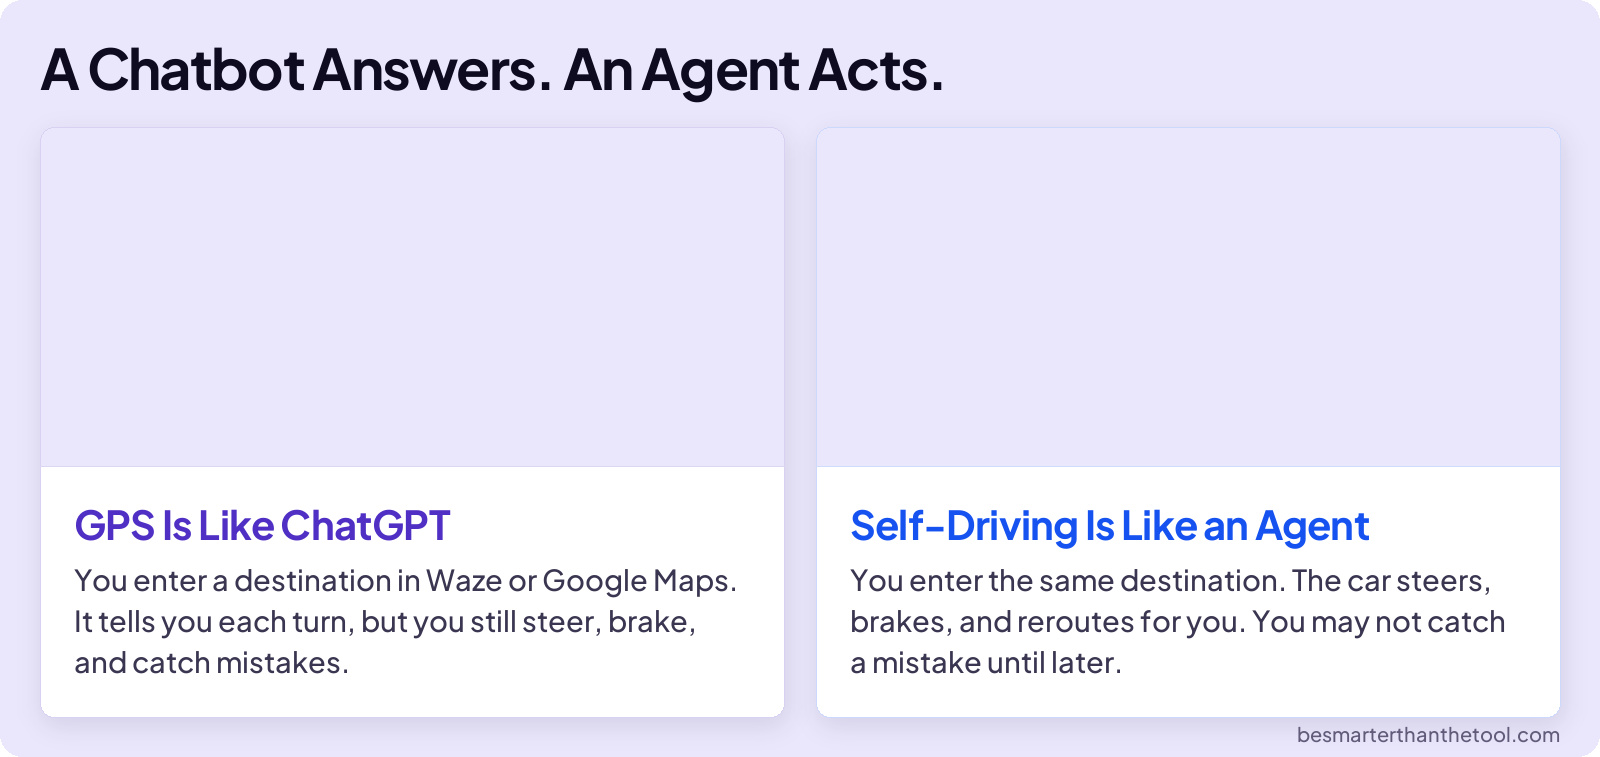 A Chatbot Answers. An Agent Acts.
GPS Is Like ChatGPT
You enter a destination in Waze or Google Maps.
It tells you each turn, but you still steer, brake,
and catch mistakes.
Self-Driving Is Like an Agent
You enter the same destination. The car steers,
brakes, and reroutes for you. You may not catch
a mistake until later.
besmarterthanthetool.com